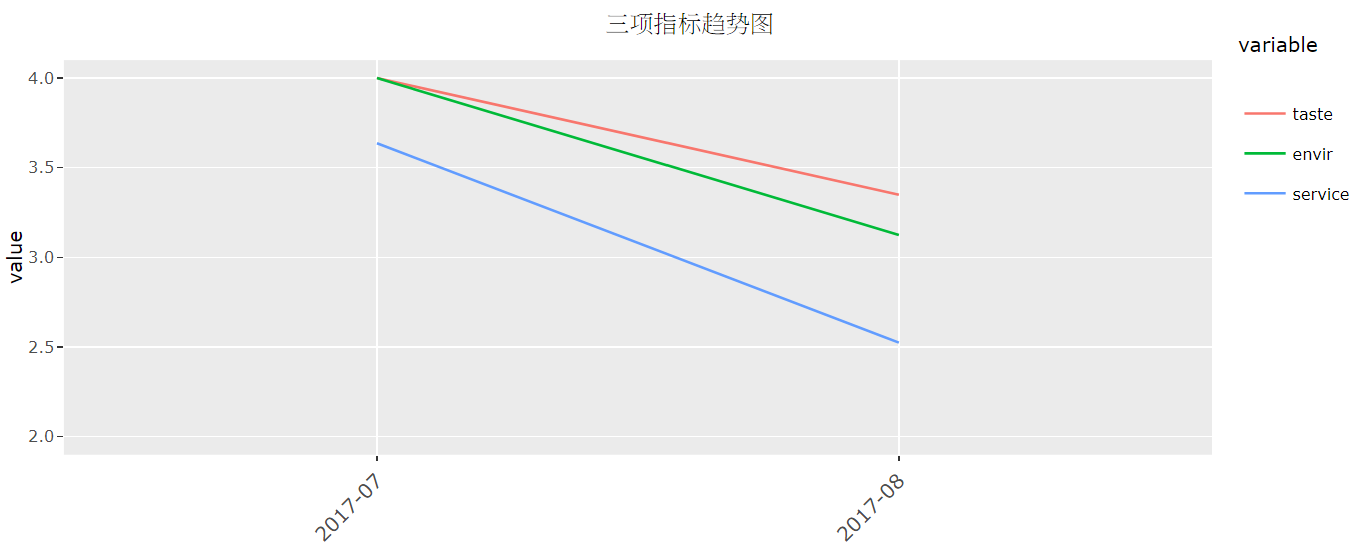 三项指标趋势图
variable
taste
envir
service
value
4.0
3.5
3.0
2.5
2.0
2017-07
2017-08